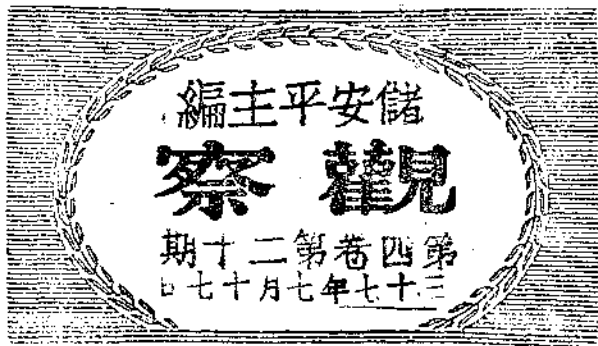 儲安平主編
觀察
第四卷第二十期
三十七年七月十七日